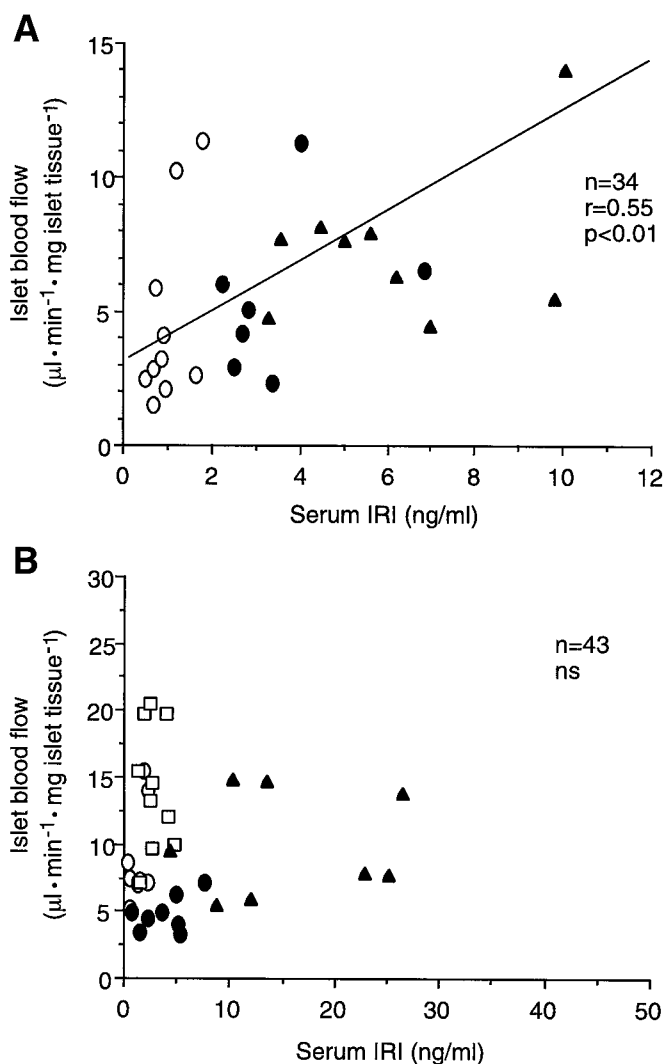 A
15
10
5
0
Islet blood flow
(µl•min⁻¹•mg islet tissue⁻¹)
n=34
r=0.55
p<0.01
0 2 4 6 8 10 12
Serum IRI (ng/ml)
B
30
25
20
15
10
5
0
Islet blood flow
(µl•min⁻¹•mg islet tissue⁻¹)
n=43
ns
0 10 20 30 40 50
Serum IRI (ng/ml)